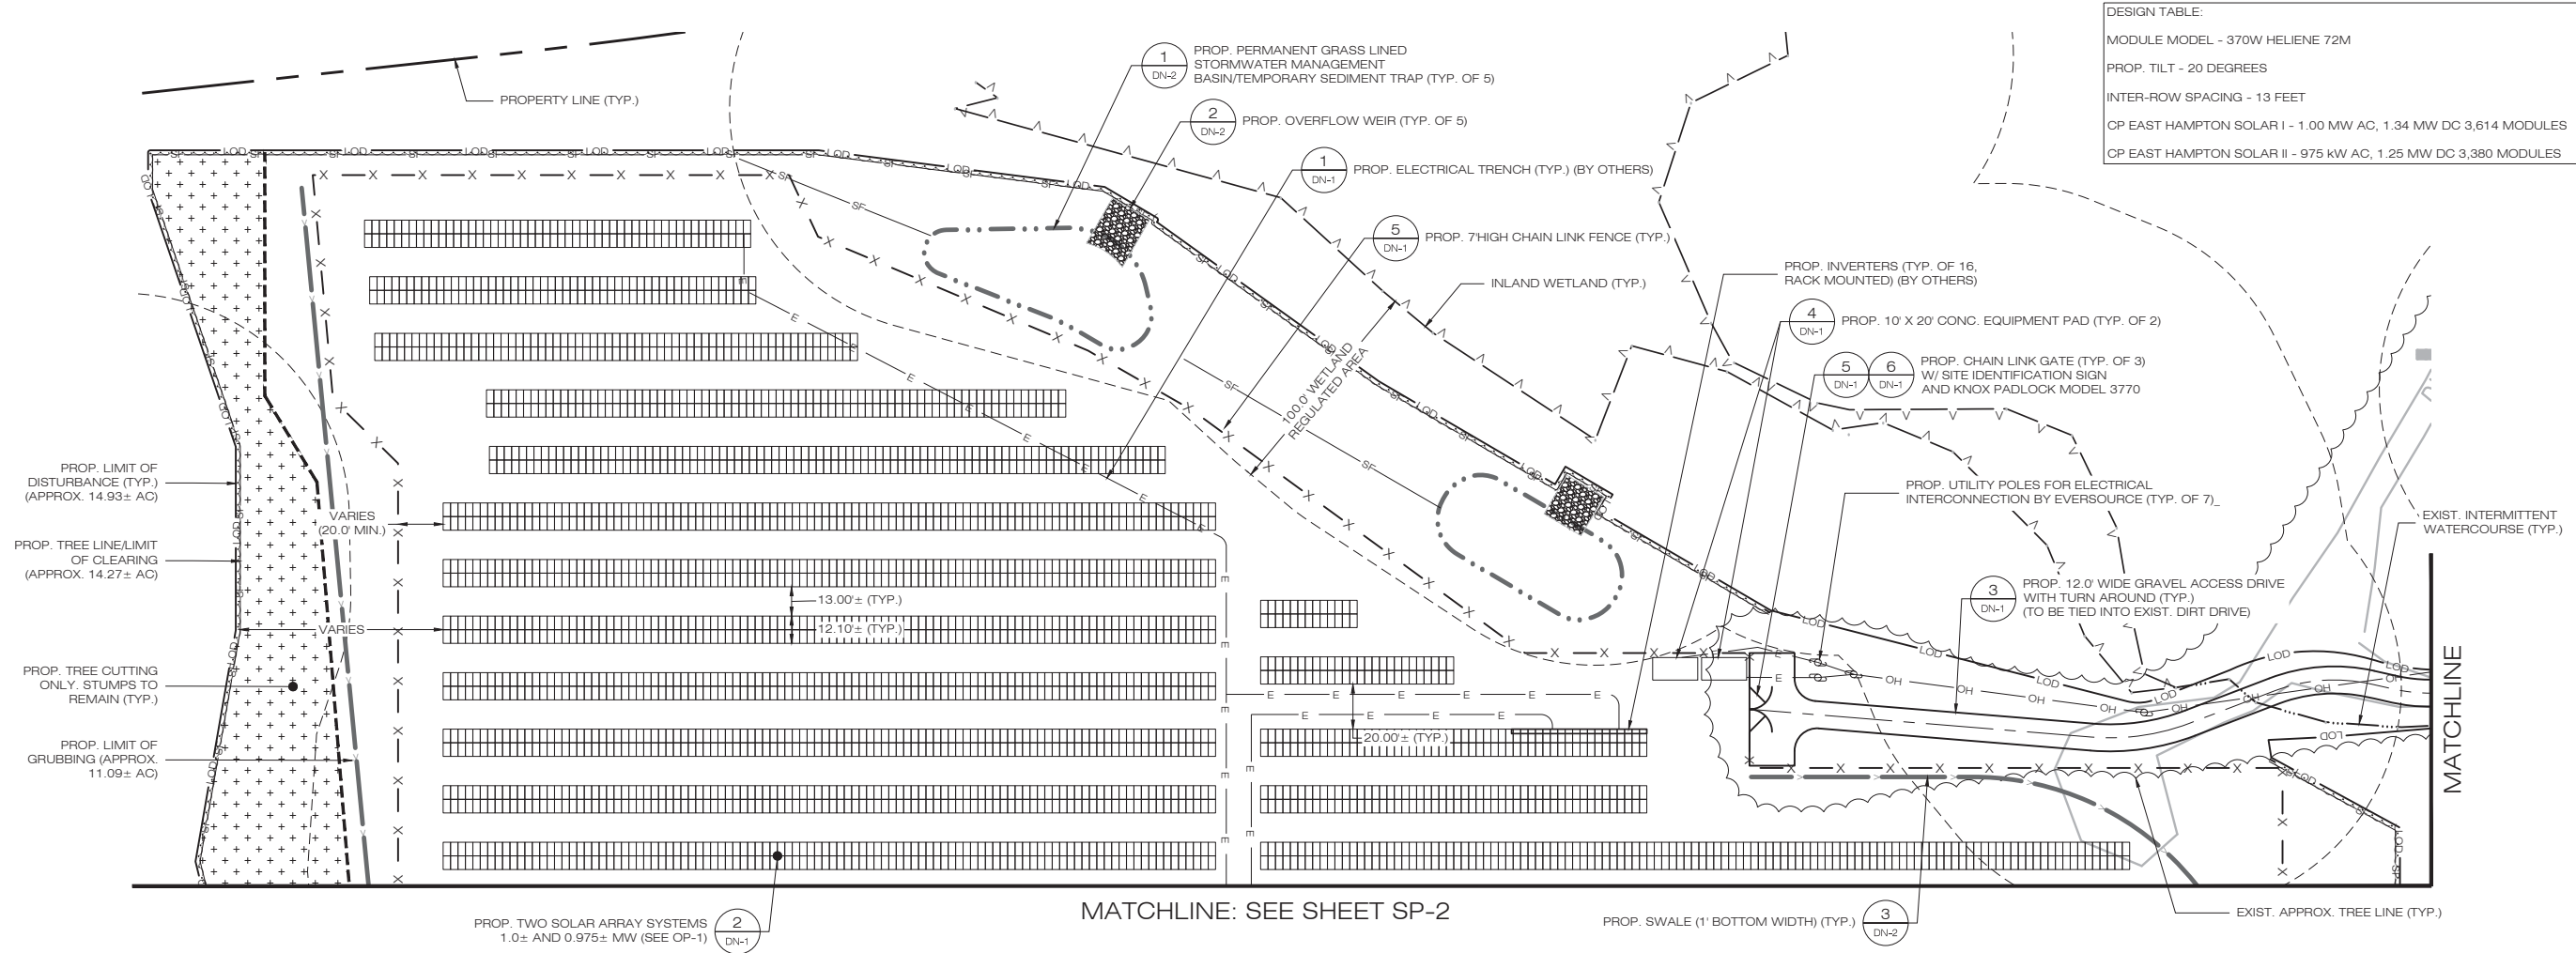 DESIGN TABLE:
MODULE MODEL - 370W HELIENE 72M
PROP. TILT - 20 DEGREES
INTER-ROW SPACING - 13 FEET
CP EAST HAMPTON SOLAR I - 1.00 MW AC, 1.34 MW DC 3,614 MODULES
CP EAST HAMPTON SOLAR II - 975 kW AC, 1.25 MW DC 3,380 MODULES
PROPERTY LINE (TYP.)
1
DN-2
PROP. PERMANENT GRASS LINED
STORMWATER MANAGEMENT
BASIN/TEMPORARY SEDIMENT TRAP (TYP. OF 5)
2
DN-2
PROP. OVERFLOW WEIR (TYP. OF 5)
1
DN-1
PROP. ELECTRICAL TRENCH (TYP.) (BY OTHERS)
5
DN-1
PROP. 7'HIGH CHAIN LINK FENCE (TYP.)
INLAND WETLAND (TYP.)
PROP. INVERTERS (TYP. OF 16,
RACK MOUNTED) (BY OTHERS)
4
DN-1
PROP. 10' X 20' CONC. EQUIPMENT PAD (TYP. OF 2)
5
DN-1
6
DN-1
PROP. CHAIN LINK GATE (TYP. OF 3)
W/ SITE IDENTIFICATION SIGN
AND KNOX PADLOCK MODEL 3770
100.0' WETLAND
REGULATED AREA
PROP. LIMIT OF
DISTURBANCE (TYP.)
(APPROX. 14.93± AC)
VARIES
(20.0' MIN.)
PROP. UTILITY POLES FOR ELECTRICAL
INTERCONNECTION BY EVERSOURCE (TYP. OF 7)_
EXIST. INTERMITTENT
WATERCOURSE (TYP.)
PROP. TREE LINE/LIMIT
OF CLEARING
(APPROX. 14.27± AC)
3
DN-1
PROP. 12.0' WIDE GRAVEL ACCESS DRIVE
WITH TURN AROUND (TYP.)
(TO BE TIED INTO EXIST. DIRT DRIVE)
13.00'± (TYP.)
12.10'± (TYP.)
VARIES
PROP. TREE CUTTING
ONLY. STUMPS TO
REMAIN (TYP.)
20.00'± (TYP.)
PROP. LIMIT OF
GRUBBING (APPROX.
11.09± AC)
MATCHLINE
MATCHLINE: SEE SHEET SP-2
PROP. TWO SOLAR ARRAY SYSTEMS
1.0± AND 0.975± MW (SEE OP-1)
2
DN-1
PROP. SWALE (1' BOTTOM WIDTH) (TYP.)
3
DN-2
EXIST. APPROX. TREE LINE (TYP.)